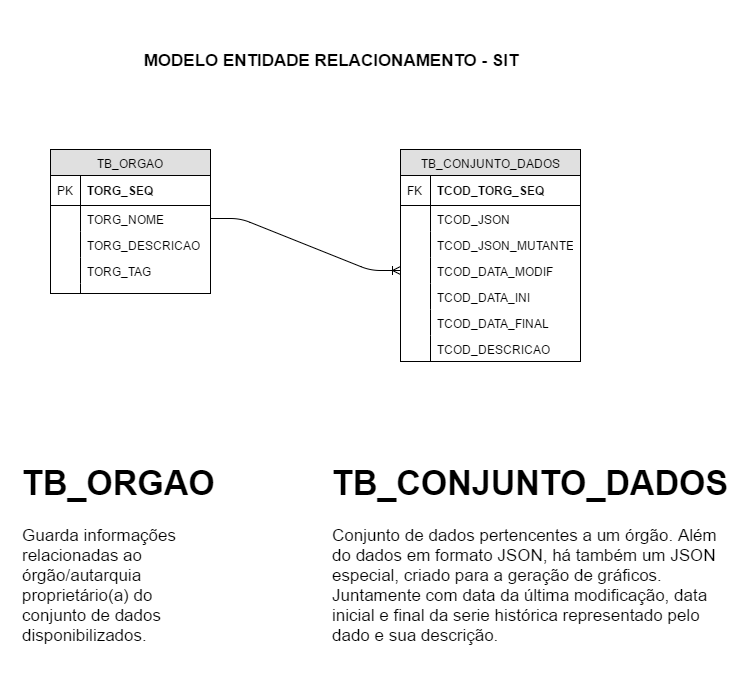 MODELO ENTIDADE RELACIONAMENTO - SIT
TB_ORGAO
PK TORG_SEQ
TORG_NOME
TORG_DESCRICAO
TORG_TAG
TB_CONJUNTO_DADOS
FK TCOD_TORG_SEQ
TCOD_JSON
TCOD_JSON_MUTANTE
TCOD_DATA_MODIF
TCOD_DATA_INI
TCOD_DATA_FINAL
TCOD_DESCRICAO
TB_ORGAO
Guarda informações
relacionadas ao
órgão/autarquia
proprietário(a) do
conjunto de dados
disponibilizados.
TB_CONJUNTO_DADOS
Conjunto de dados pertencentes a um órgão. Além
do dados em formato JSON, há também um JSON
especial, criado para a geração de gráficos.
Juntamente com data da última modificação, data
inicial e final da serie histórica representado pelo
dado e sua descrição.